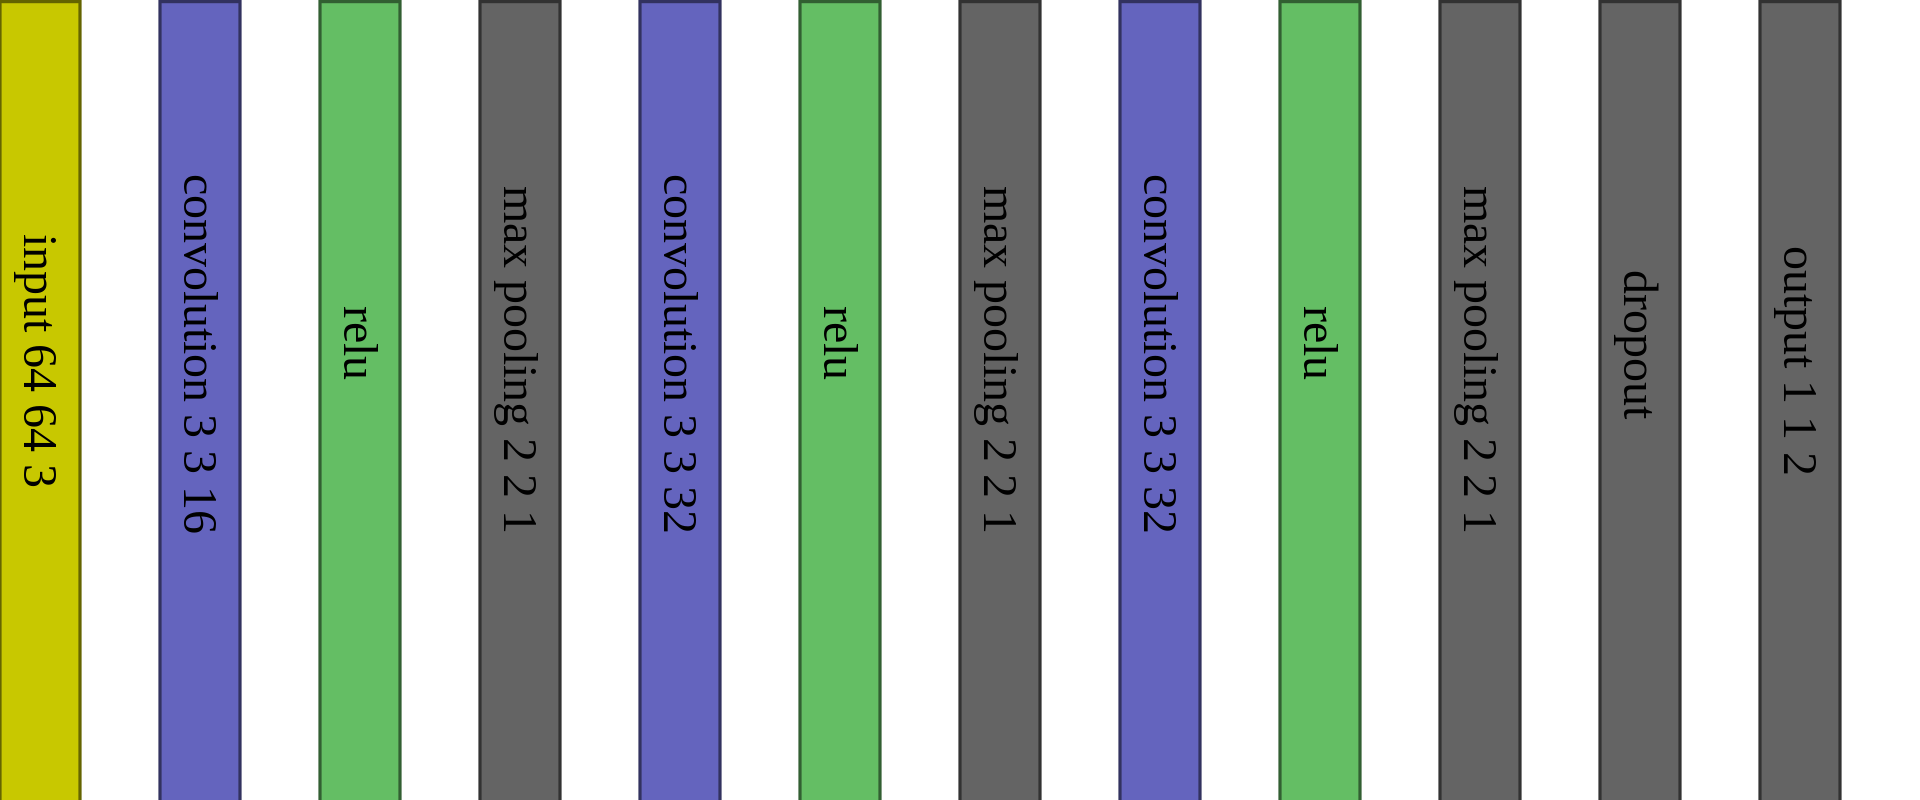 input 64 64 3
convolution 3 3 16
relu
max pooling 2 2 1
convolution 3 3 32
relu
max pooling 2 2 1
convolution 3 3 32
relu
max pooling 2 2 1
dropout
output 1 1 2